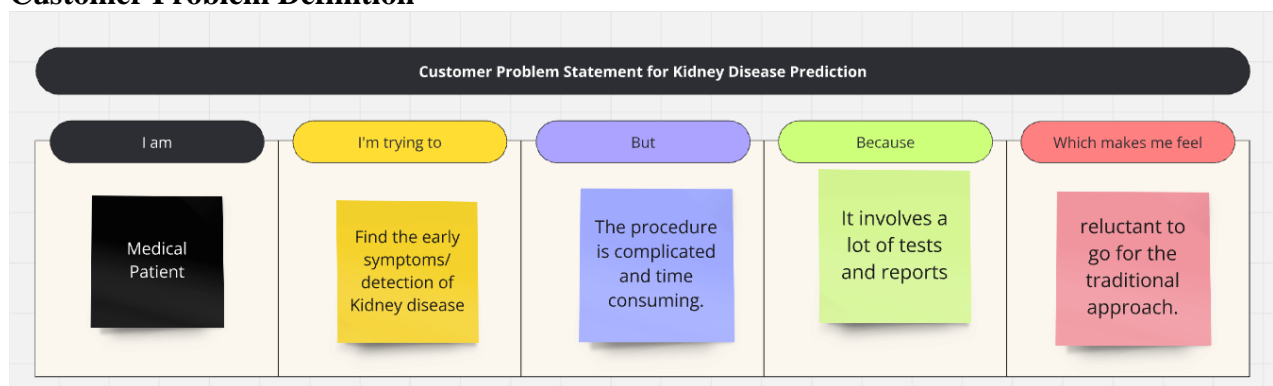 Customer Problem Definition
Customer Problem Statement for Kidney Disease Prediction
I am
I'm trying to
But
Because
Which makes me feel
Medical
Patient
Find the early
symptoms/
detection of
Kidney disease
The procedure
is complicated
and time
consuming.
It involves a
lot of tests
and reports
reluctant to
go for the
traditional
approach.